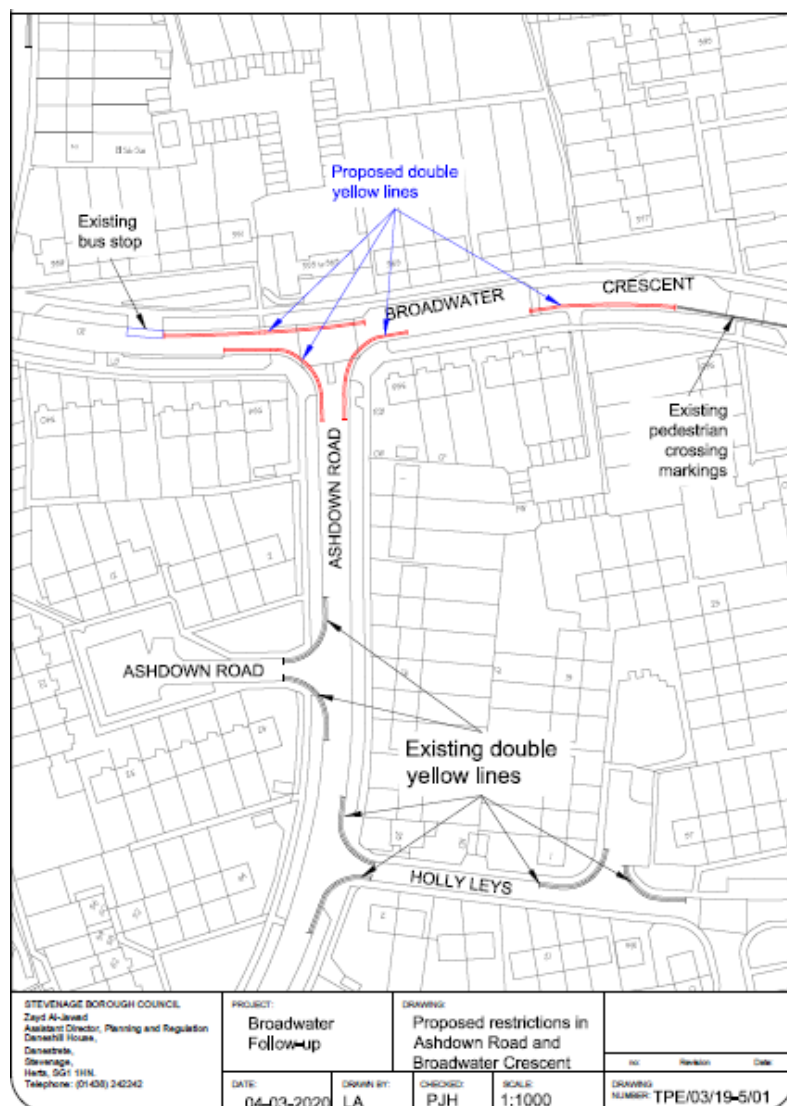 Proposed double
yellow lines
Existing
bus stop
BROADWATER
CRESCENT
Existing
pedestrian
crossing
markings
ASHDOWN ROAD
ASHDOWN ROAD
Existing double
yellow lines
HOLLY LEYS
STEVENAGE BOROUGH COUNCIL
Zayd Al-Jawad
Assistant Director, Planning and Regulation
Daneshill House,
Danestrete,
Stevenage,
Herts, SG1 1HN.
Telephone: (01438) 242242
PROJECT:
Broadwater
Follow-up
DRAWING:
Proposed restrictions in
Ashdown Road and
Broadwater Crescent
no: Revision Date:
DATE:
04-03-2020
DRAWN BY:
LA
CHECKED:
PJH
SCALE:
1:1000
DRAWING
NUMBER: TPE/03/19-5/01